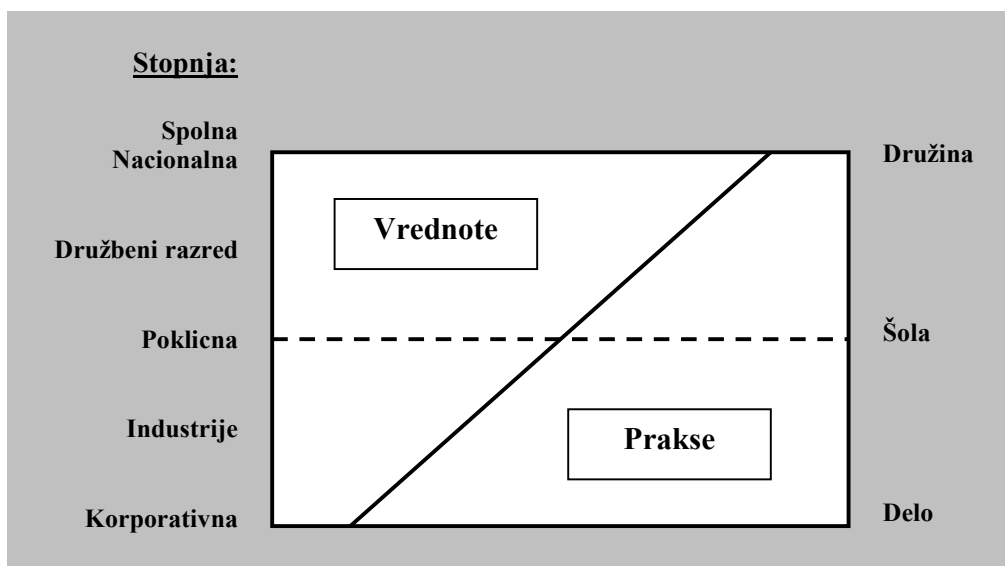 Stopnja:
Spolna
Nacionalna
Družina
Vrednote
Družbeni razred
Poklicna
Šola
Industrije
Prakse
Korporativna
Delo